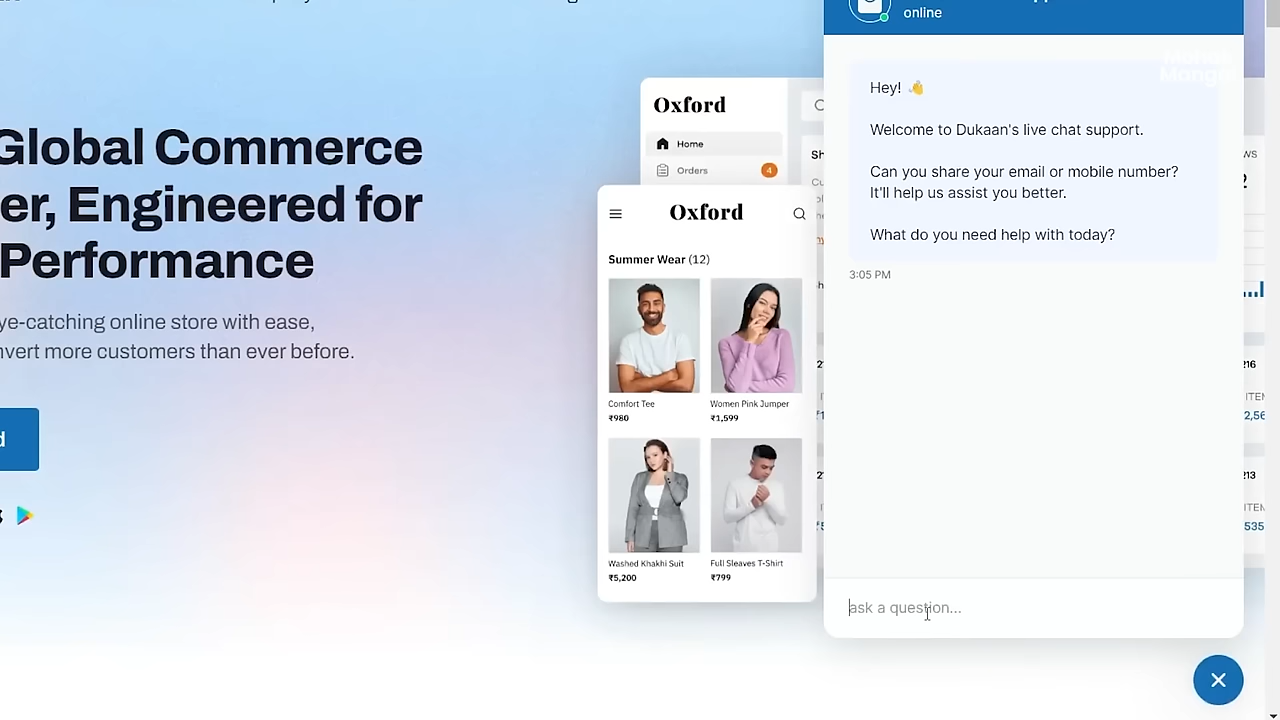 Global Commerce
er, Engineered for
Performance
ye-catching online store with ease,
nvert more customers than ever before.
d
Oxford
Home
Orders
4
Oxford
Summer Wear (12)
Comfort Tee
₹980
Women Pink Jumper
₹1,599
Washed Khakhi Suit
₹5,200
Full Sleaves T-Shirt
₹799
online
Hey! 👋
Welcome to Dukaan's live chat support.
Can you share your email or mobile number?
It'll help us assist you better.
What do you need help with today?
3:05 PM
ask a question...